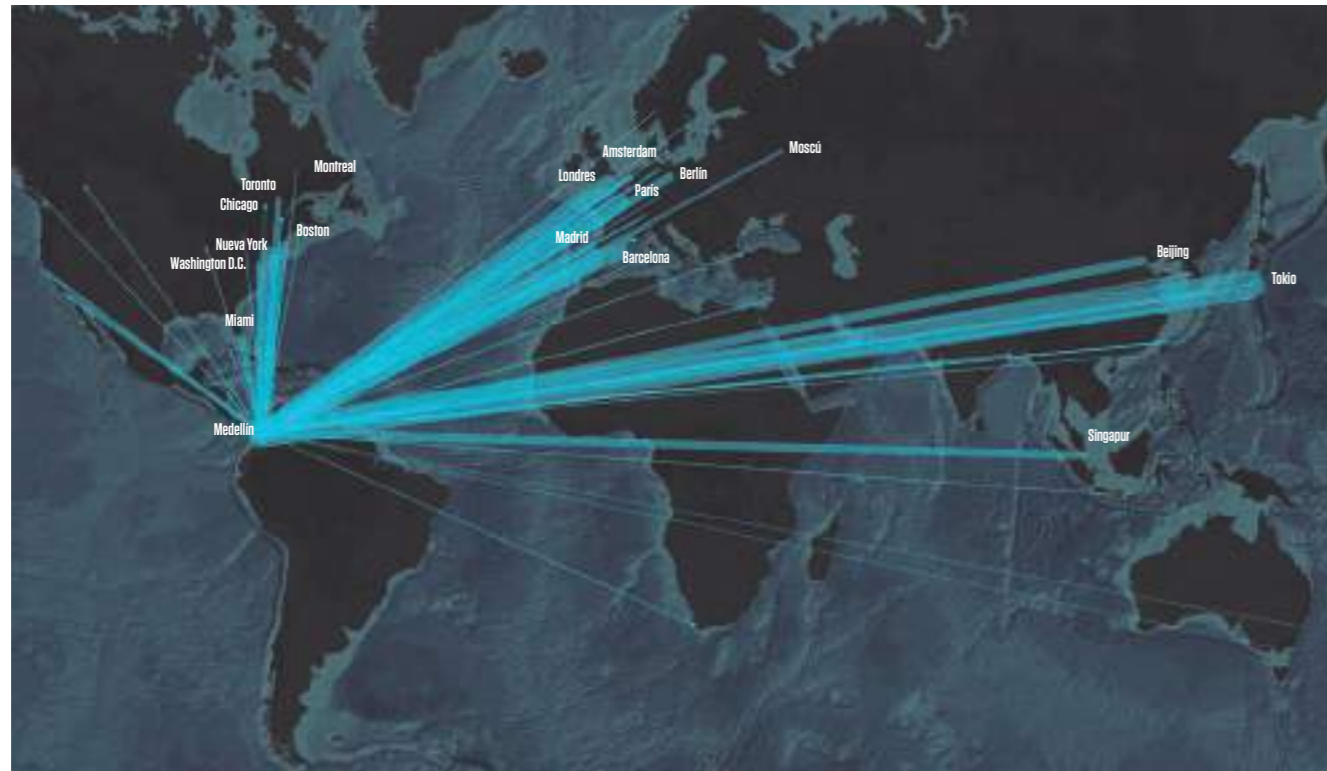 Montreal
Toronto
Chicago
Boston
Nueva York
Washington D.C.
Miami
Medellín
Amsterdam
Londres
Berlín
París
Moscú
Madrid
Barcelona
Beijing
Tokio
Singapur